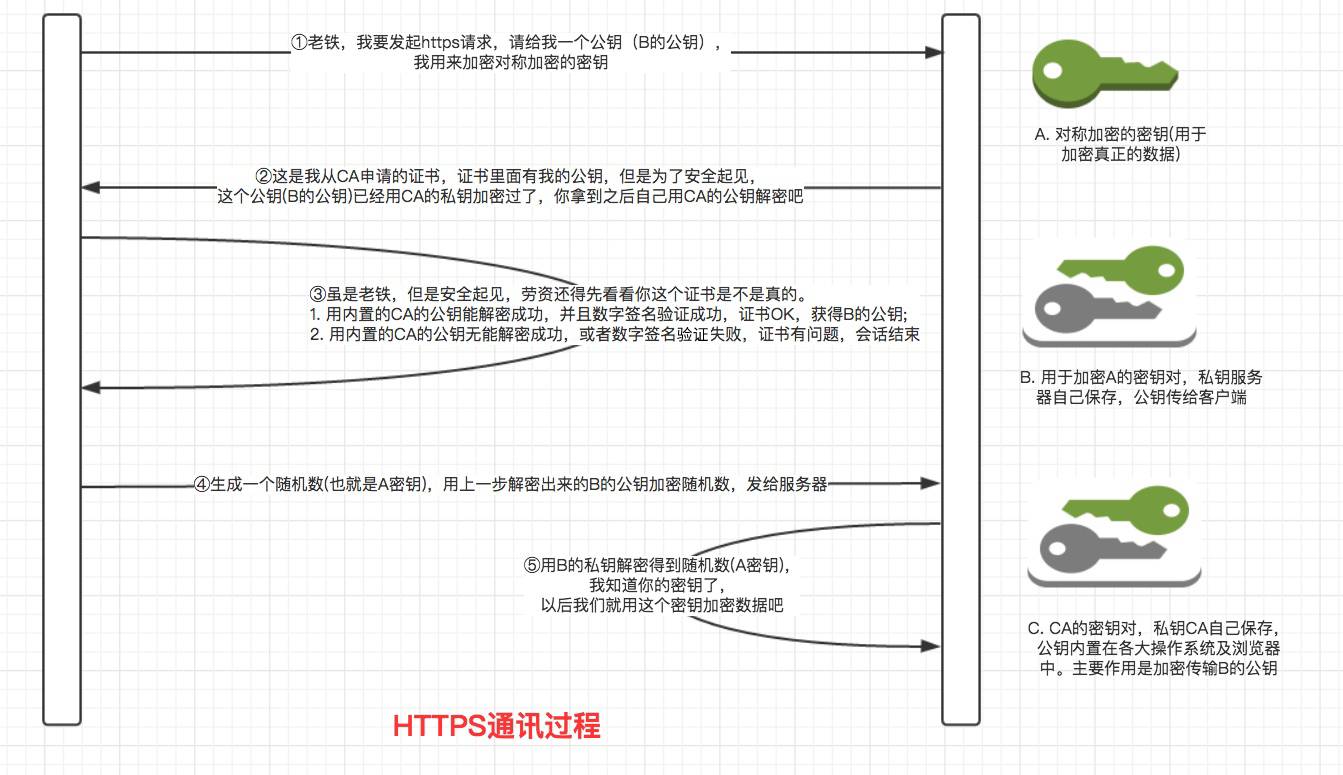 ①老铁，我要发起https请求，请给我一个公钥（B的公钥），
我用来加密对称加密的密钥
A. 对称加密的密钥(用于
加密真正的数据)
②这是我从CA申请的证书，证书里面有我的公钥，但是为了安全起见，
这个公钥(B的公钥)已经用CA的私钥加密过了，你拿到之后自己用CA的公钥解密吧
③虽是老铁，但是安全起见，劳资还得先看看你这个证书是不是真的。
1. 用内置的CA的公钥能解密成功，并且数字签名验证成功，证书OK，获得B的公钥;
2. 用内置的CA的公钥无能解密成功，或者数字签名验证失败，证书有问题，会话结束
B. 用于加密A的密钥对，私钥服务
器自己保存，公钥传给客户端
④生成一个随机数(也就是A密钥)，用上一步解密出来的B的公钥加密随机数，发给服务器
⑤用B的私钥解密得到随机数(A密钥)，
我知道你的密钥了，
以后我们就用这个密钥加密数据吧
C. CA的密钥对，私钥CA自己保存，
公钥内置在各大操作系统及浏览器
中。主要作用是加密传输B的公钥
HTTPS通讯过程